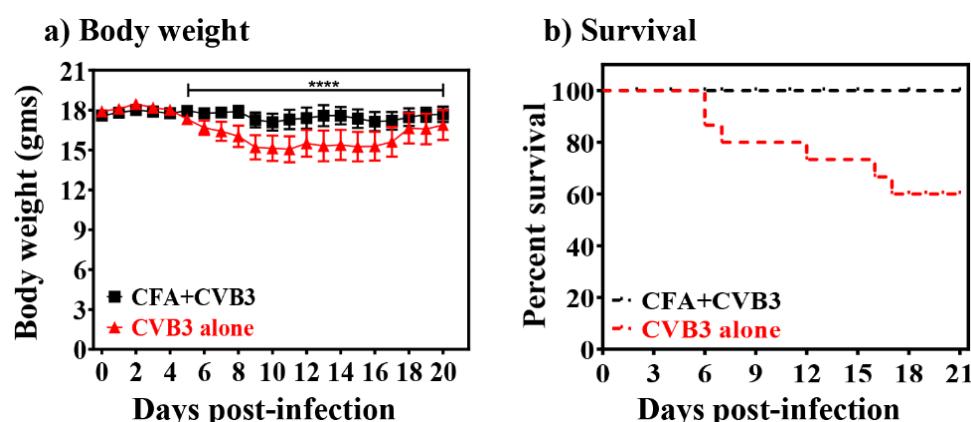 a) Body weight
****
21
18
15
12
9
6
3
0
Body weight (gms)
CFA+CVB3
CVB3 alone
0 2 4 6 8 10 12 14 16 18 20
Days post-infection
b) Survival
100
80
60
40
20
0
Percent survival
CFA+CVB3
CVB3 alone
0 3 6 9 12 15 18 21
Days post-infection